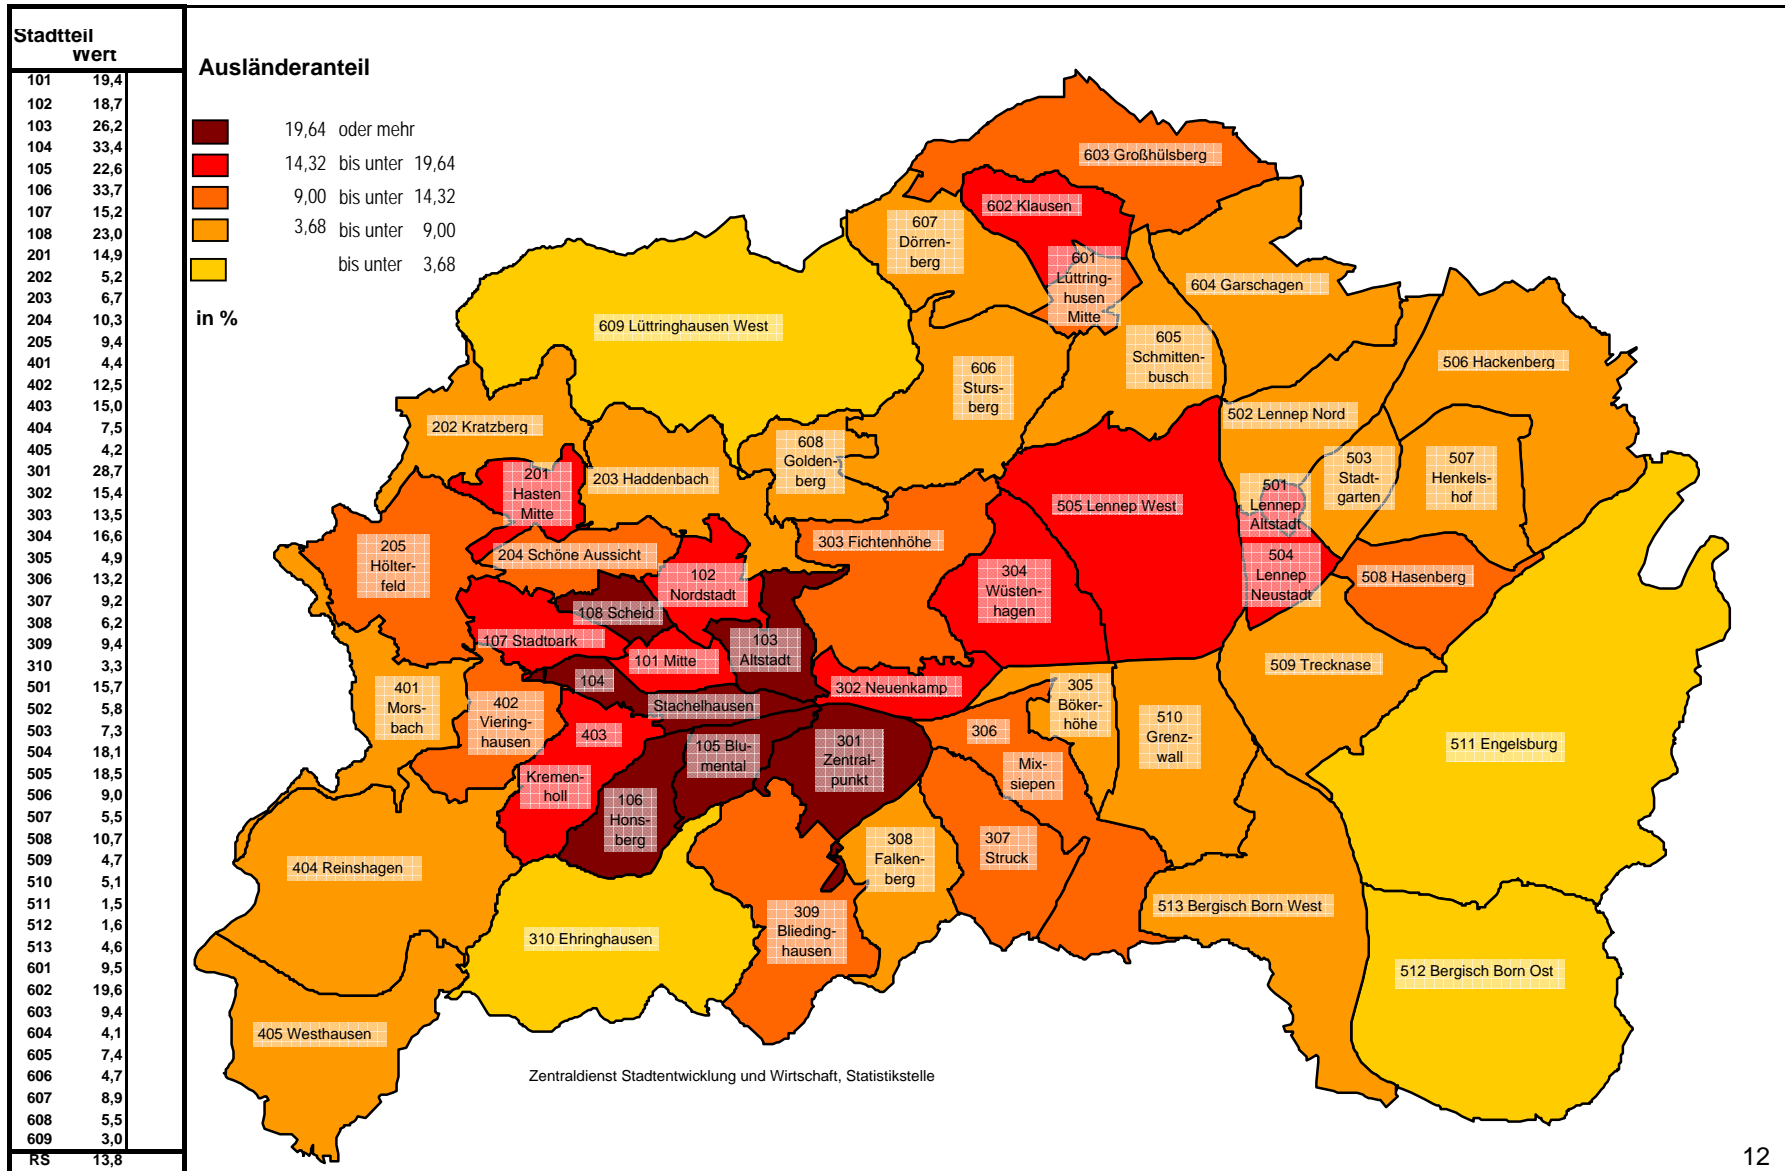 Stadtteil
Wert
101 19,4
102 18,7
103 26,2
104 33,4
105 22,6
106 33,7
107 15,2
108 23,0
201 14,9
202 5,2
203 6,7
204 10,3
205 9,4
401 4,4
402 12,5
403 15,0
404 7,5
405 4,2
301 28,7
302 15,4
303 13,5
304 16,6
305 4,9
306 13,2
307 9,2
308 6,2
309 9,4
310 3,3
501 15,7
502 5,8
503 7,3
504 18,1
505 18,5
506 9,0
507 5,5
508 10,7
509 4,7
510 5,1
511 1,5
512 1,6
513 4,6
601 9,5
602 19,6
603 9,4
604 4,1
605 7,4
606 4,7
607 8,9
608 5,5
609 3,0
RS 13,8
Ausländeranteil
19,64 oder mehr
14,32 bis unter 19,64
9,00 bis unter 14,32
3,68 bis unter 9,00
bis unter 3,68
in %
603 Großhülsberg
602 Klausen
607
Dörren-
berg
601
Lüttring-
husen
Mitte
604 Garschagen
609 Lüttringhausen West
605
Schmitten-
busch
506 Hackenberg
606
Sturs-
berg
502 Lennep Nord
202 Kratzberg
608
Golden-
berg
503
Stadt-
garten
507
Henkels-
hof
201
Hasten
Mitte
203 Haddenbach
501
Lennep
Altstadt
505 Lennep West
205
Hölter-
feld
204 Schöne Aussicht
303 Fichtenhöhe
504
Lennep
Neustadt
508 Hasenberg
102
Nordstadt
304
Wüsten-
hagen
108 Scheid
107 Stadtpark
103
Altstadt
101 Mitte
509 Trecknase
104
Stachelhausen
302 Neuenkamp
305
Böker-
höhe
401
Mors-
bach
402
Viering-
hausen
403
Kremen-
holl
105 Blu-
mental
301
Zentral-
punkt
306
Mix-
siepen
510
Grenz-
wall
511 Engelsburg
106
Hons-
berg
308
Falken-
berg
307
Struck
404 Reinshagen
513 Bergisch Born West
309
Blieding-
hausen
310 Ehringhausen
512 Bergisch Born Ost
405 Westhausen
Zentraldienst Stadtentwicklung und Wirtschaft, Statistikstelle
12